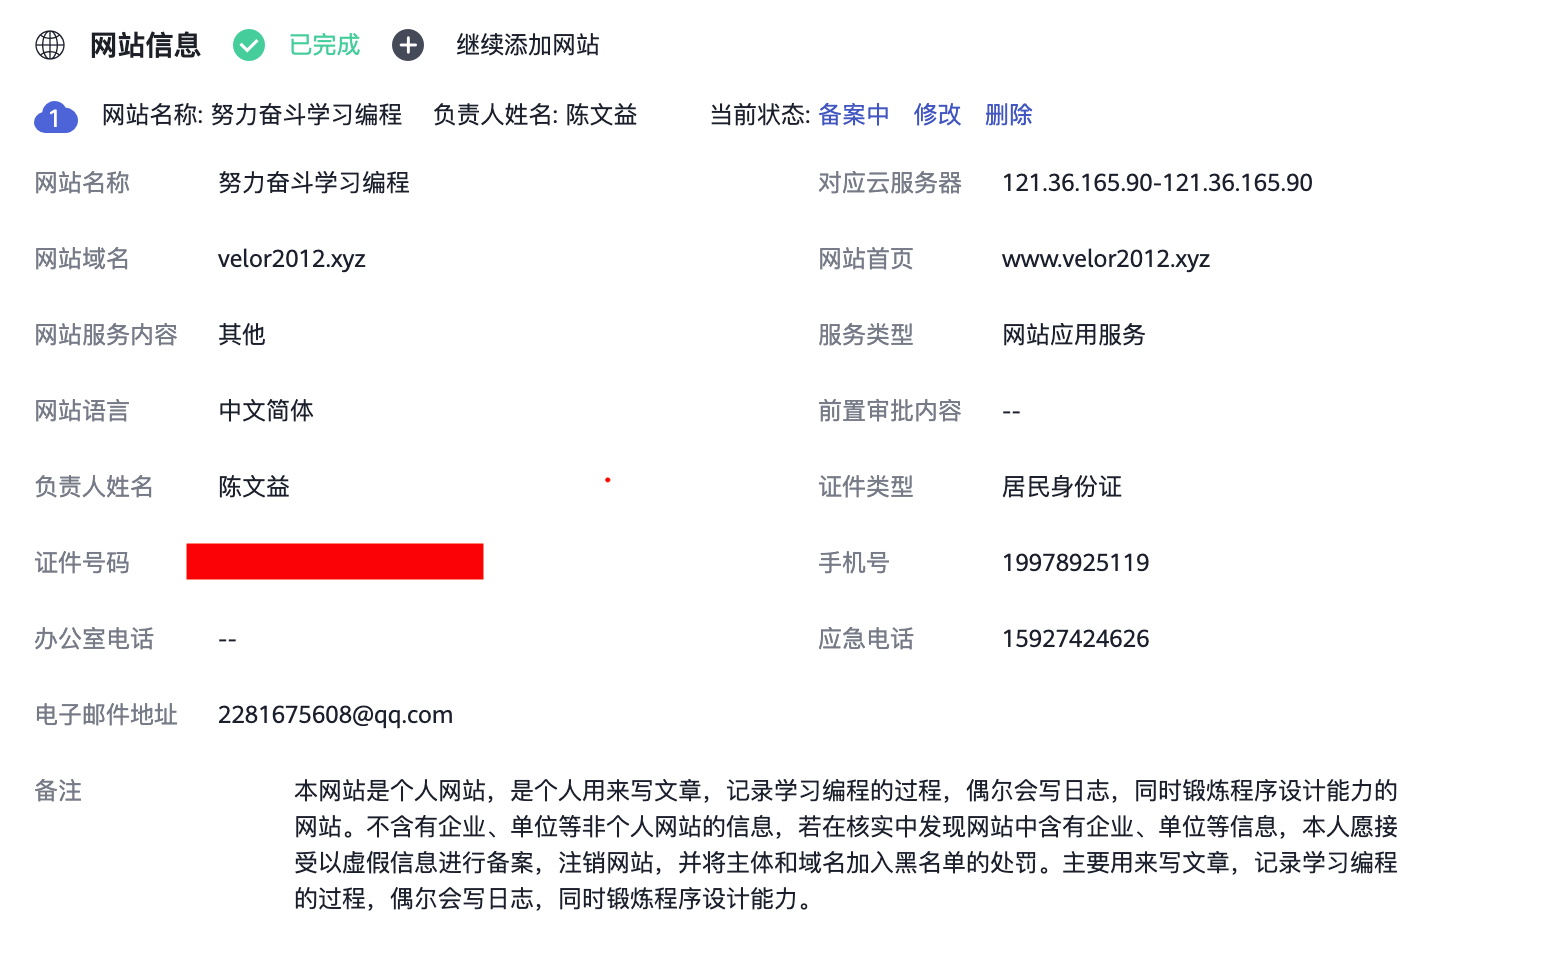 网站信息 已完成 继续添加网站
1 网站名称: 努力奋斗学习编程 负责人姓名: 陈文益 当前状态: 备案中 修改 删除
网站名称 努力奋斗学习编程 对应云服务器 121.36.165.90-121.36.165.90
网站域名 velor2012.xyz 网站首页 www.velor2012.xyz
网站服务内容 其他 服务类型 网站应用服务
网站语言 中文简体 前置审批内容 --
负责人姓名 陈文益 证件类型 居民身份证
证件号码 手机号 19978925119
办公室电话 -- 应急电话 15927424626
电子邮件地址 2281675608@qq.com
备注 本网站是个人网站，是个人用来写文章，记录学习编程的过程，偶尔会写日志，同时锻炼程序设计能力的
网站。不含有企业、单位等非个人网站的信息，若在核实中发现网站中含有企业、单位等信息，本人愿接
受以虚假信息进行备案，注销网站，并将主体和域名加入黑名单的处罚。主要用来写文章，记录学习编程
的过程，偶尔会写日志，同时锻炼程序设计能力。